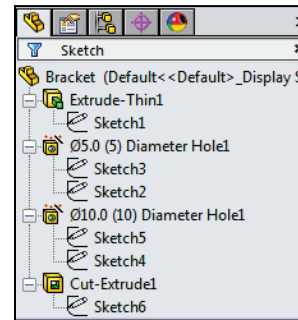 Sketch
Bracket (Default<<Default>_Display S
Extrude-Thin1
Sketch1
Ø5.0 (5) Diameter Hole1
Sketch3
Sketch2
Ø10.0 (10) Diameter Hole1
Sketch5
Sketch4
Cut-Extrude1
Sketch6